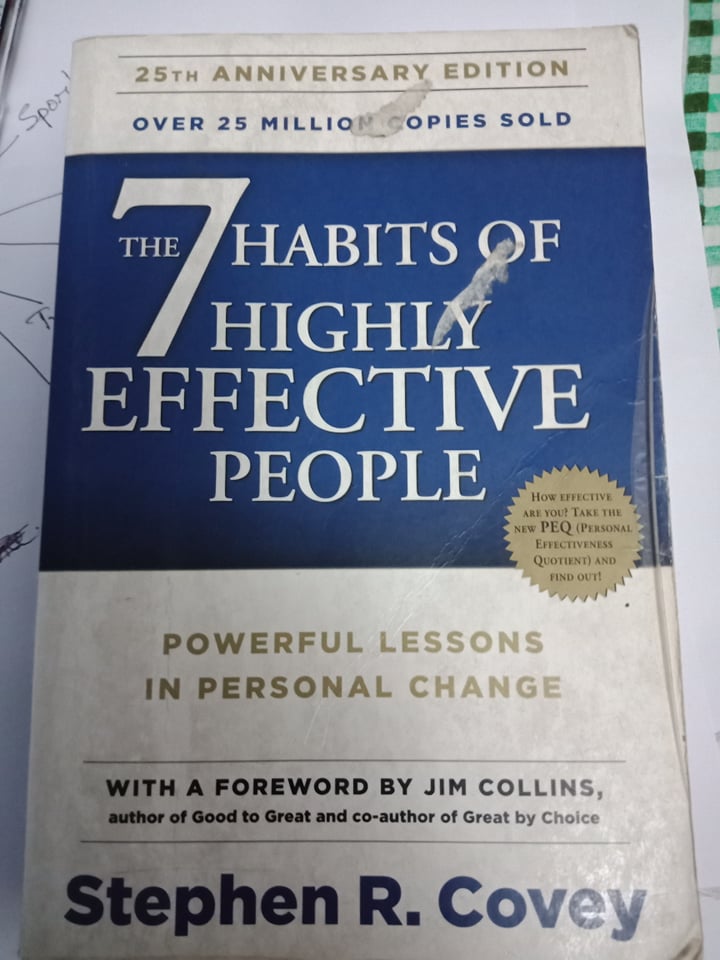 25TH ANNIVERSARY EDITION
OVER 25 MILLION COPIES SOLD
THE 7 HABITS OF
HIGHLY
EFFECTIVE
PEOPLE
HOW EFFECTIVE
ARE YOU? TAKE THE
NEW PEQ (PERSONAL
EFFECTIVENESS
QUOTIENT) AND
FIND OUT!
POWERFUL LESSONS
IN PERSONAL CHANGE
WITH A FOREWORD BY JIM COLLINS,
author of Good to Great and co-author of Great by Choice
Stephen R. Covey